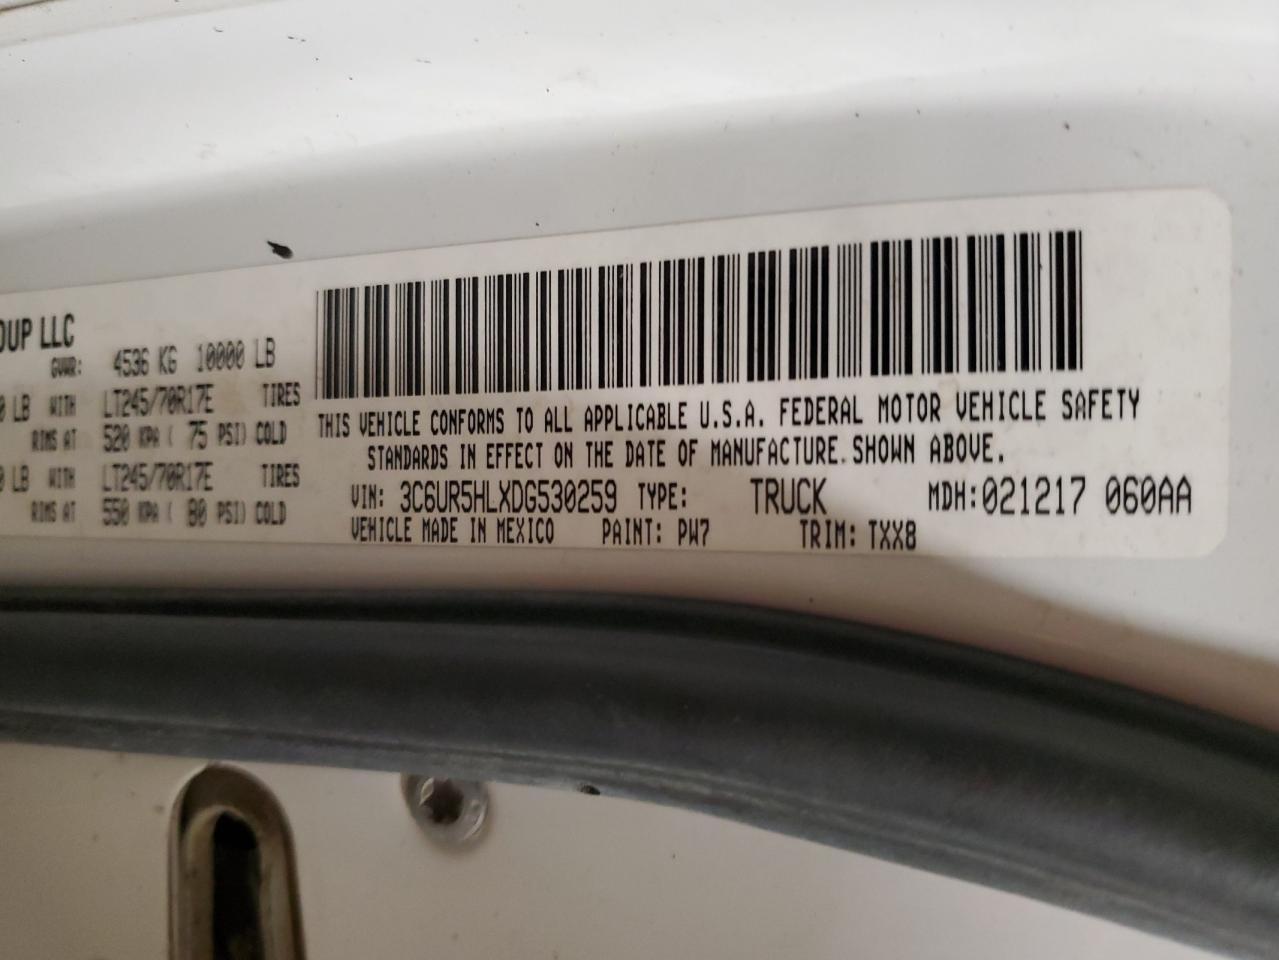 OUP LLC
GVWR: 4536 KG 10000 LB
0 LB WITH LT245/70R17E TIRES
RIMS AT 520 KPA ( 75 PSI) COLD
0 LB WITH LT245/70R17E TIRES
RIMS AT 550 KPA ( 80 PSI) COLD
THIS VEHICLE CONFORMS TO ALL APPLICABLE U.S.A. FEDERAL MOTOR VEHICLE SAFETY
STANDARDS IN EFFECT ON THE DATE OF MANUFACTURE SHOWN ABOVE.
VIN: 3C6UR5HLXDG530259 TYPE: TRUCK MDH:021217 060AA
VEHICLE MADE IN MEXICO PAINT: PW7 TRIM: TXX8